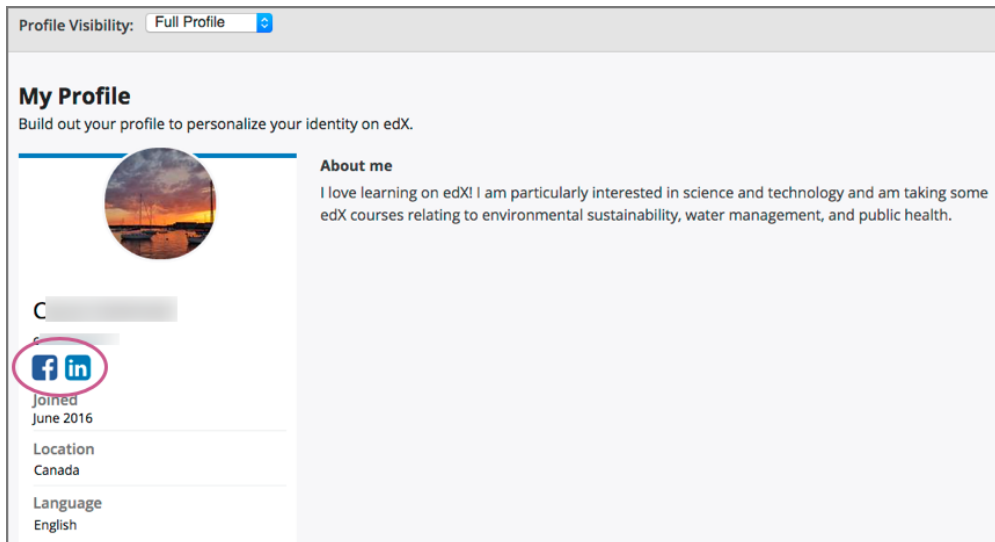 Profile Visibility: Full Profile
My Profile
Build out your profile to personalize your identity on edX.
About me
I love learning on edX! I am particularly interested in science and technology and am taking some
edX courses relating to environmental sustainability, water management, and public health.
C
f in
Joined
June 2016
Location
Canada
Language
English